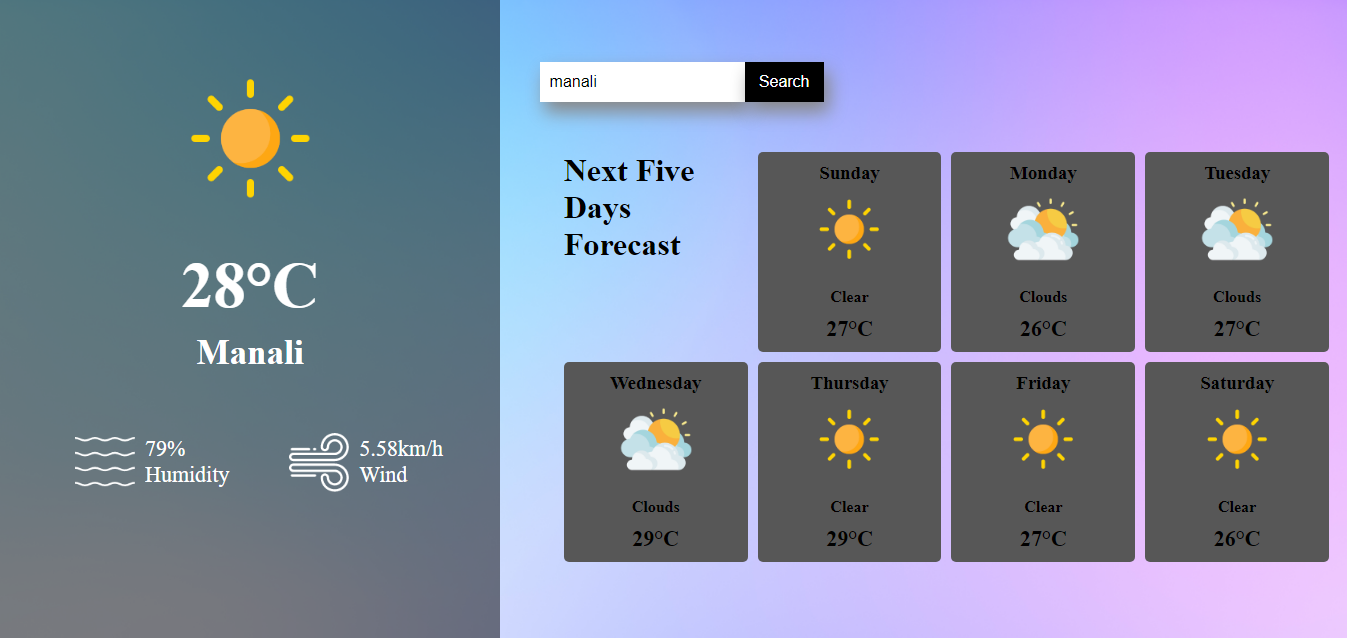 28°C
Manali
79%
Humidity
5.58km/h
Wind
manali
Search
Next Five
Days
Forecast
Sunday
Clear
27°C
Monday
Clouds
26°C
Tuesday
Clouds
27°C
Wednesday
Clouds
29°C
Thursday
Clear
29°C
Friday
Clear
27°C
Saturday
Clear
26°C